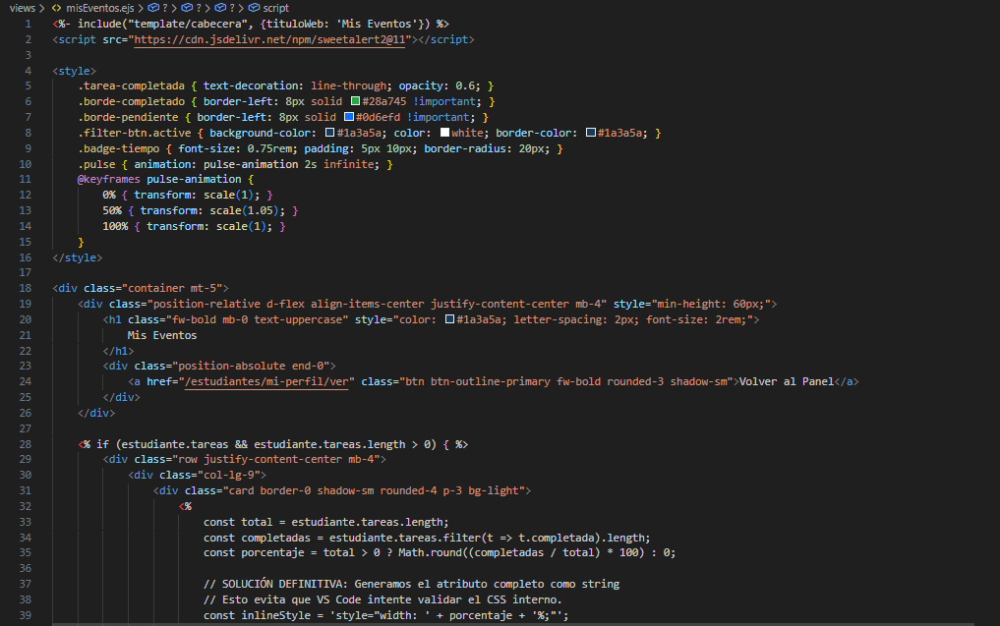 views > misEventos.ejs > ? > ? > ? > script
1 <%- include("template/cabecera", {tituloWeb: 'Mis Eventos'}) %>
2 <script src="https://cdn.jsdelivr.net/npm/sweetalert2@11"></script>
3
4 <style>
5     .tarea-completada { text-decoration: line-through; opacity: 0.6; }
6     .borde-completado { border-left: 8px solid #28a745 !important; }
7     .borde-pendiente { border-left: 8px solid #0d6efd !important; }
8     .filter-btn.active { background-color: #1a3a5a; color: white; border-color: #1a3a5a; }
9     .badge-tiempo { font-size: 0.75rem; padding: 5px 10px; border-radius: 20px; }
10     .pulse { animation: pulse-animation 2s infinite; }
11     @keyframes pulse-animation {
12         0% { transform: scale(1); }
13         50% { transform: scale(1.05); }
14         100% { transform: scale(1); }
15     }
16 </style>
17
18 <div class="container mt-5">
19     <div class="position-relative d-flex align-items-center justify-content-center mb-4" style="min-height: 60px;">
20         <h1 class="fw-bold mb-0 text-uppercase" style="color: #1a3a5a; letter-spacing: 2px; font-size: 2rem;">
21             Mis Eventos
22         </h1>
23         <div class="position-absolute end-0">
24             <a href="/estudiantes/mi-perfil/ver" class="btn btn-outline-primary fw-bold rounded-3 shadow-sm">Volver al Panel</a>
25         </div>
26     </div>
27
28     <% if (estudiante.tareas && estudiante.tareas.length > 0) { %>
29         <div class="row justify-content-center mb-4">
30             <div class="col-lg-9">
31                 <div class="card border-0 shadow-sm rounded-4 p-3 bg-light">
32                     <%
33                         const total = estudiante.tareas.length;
34                         const completadas = estudiante.tareas.filter(t => t.completada).length;
35                         const porcentaje = total > 0 ? Math.round((completadas / total) * 100) : 0;
36
37                         // SOLUCIÓN DEFINITIVA: Generamos el atributo completo como string
38                         // Esto evita que VS Code intente validar el CSS interno.
39                         const inlineStyle = 'style="width: ' + porcentaje + '%;"';